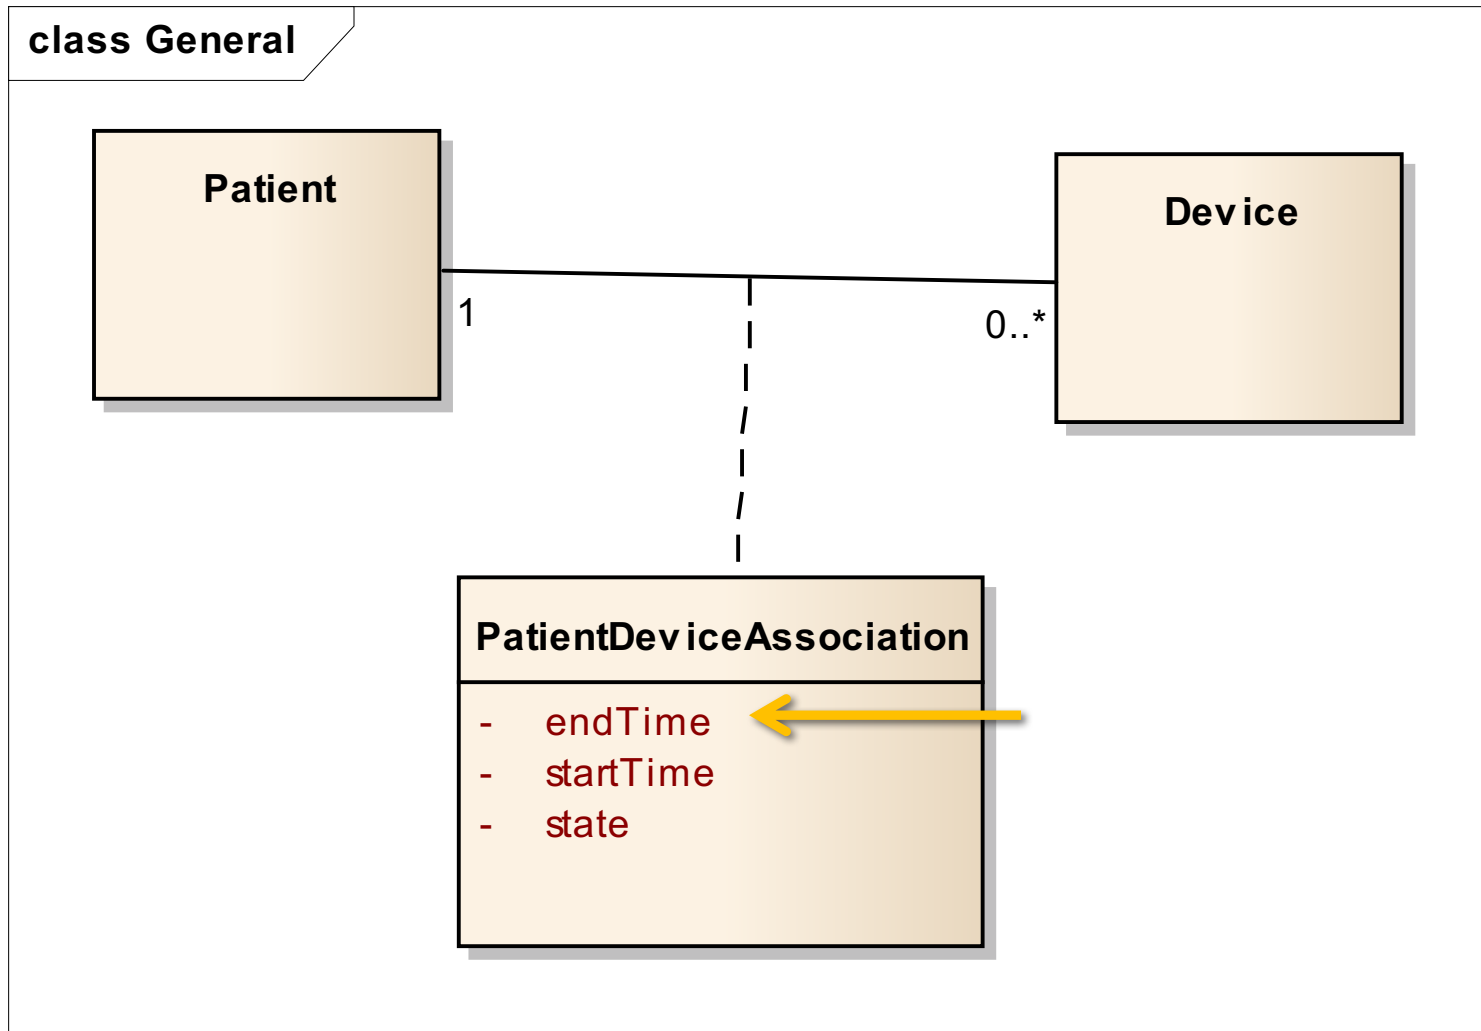 class General
Patient
Device
1
0..*
PatientDeviceAssociation
- endTime
- startTime
- state